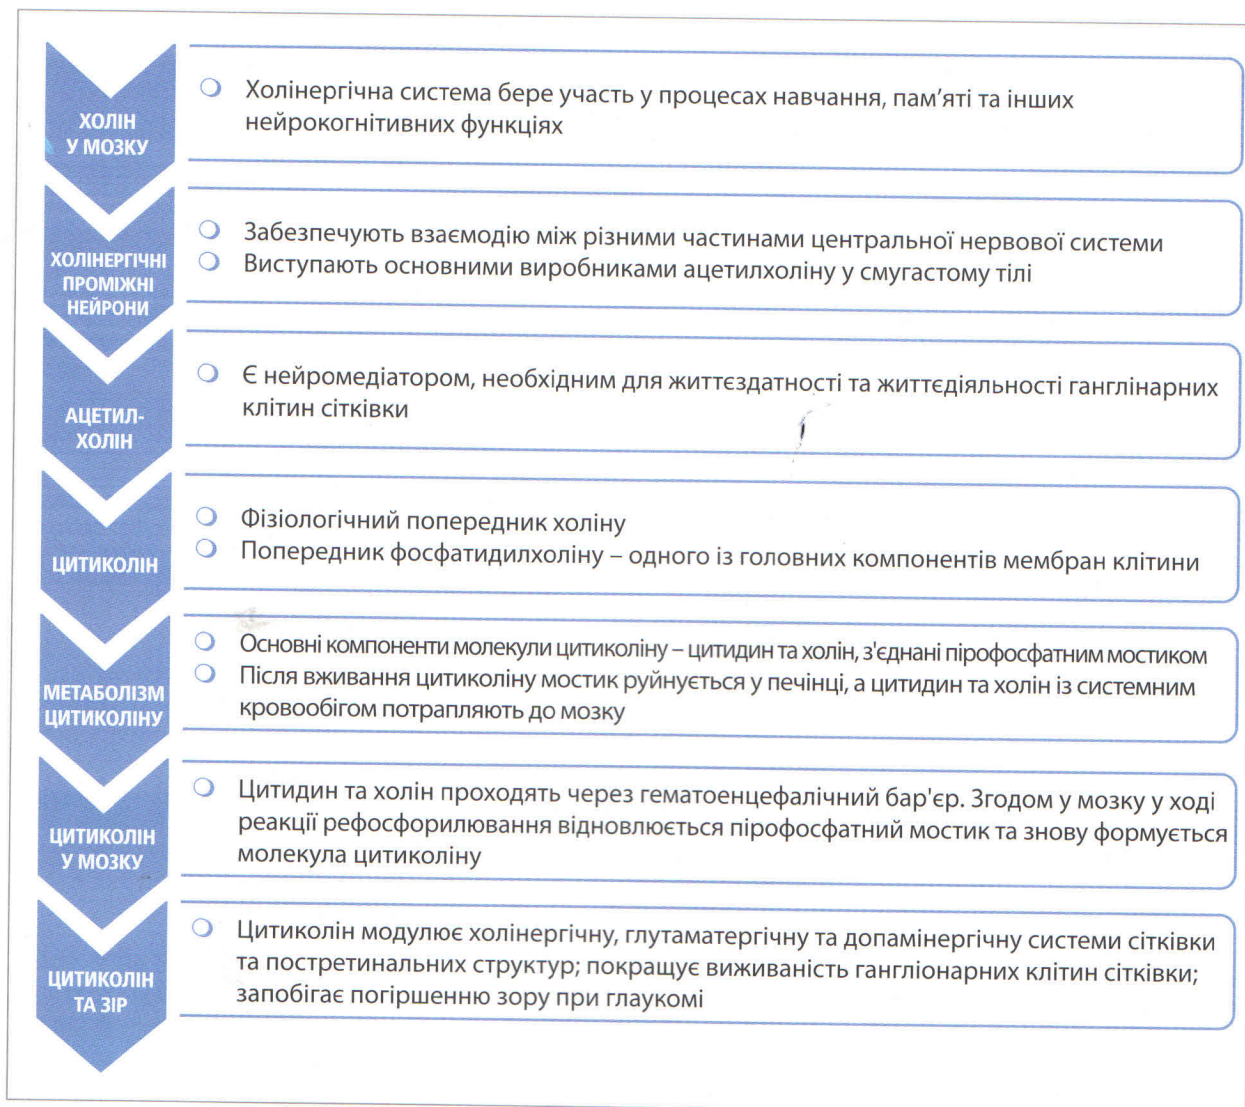 ХОЛІН
У МОЗКУ
Холінергічна система бере участь у процесах навчання, пам’яті та інших
нейрокогнітивних функціях
ХОЛІНЕРГІЧНІ
ПРОМІЖНІ
НЕЙРОНИ
Забезпечують взаємодію між різними частинами центральної нервової системи
Виступають основними виробниками ацетилхоліну у смугастому тілі
АЦЕТИЛ-
ХОЛІН
Є нейромедіатором, необхідним для життєздатності та життєдіяльності ганглінарних
клітин сітківки
ЦИТИКОЛІН
Фізіологічний попередник холіну
Попередник фосфатидилхоліну – одного із головних компонентів мембран клітини
МЕТАБОЛІЗМ
ЦИТИКОЛІНУ
Основні компоненти молекули цитиколіну – цитидин та холін, з'єднані пірофосфатним мостиком
Після вживання цитиколіну мостик руйнується у печінці, а цитидин та холін із системним
кровообігом потрапляють до мозку
ЦИТИКОЛІН
У МОЗКУ
Цитидин та холін проходять через гематоенцефалічний бар'єр. Згодом у мозку у ході
реакції рефосфорилювання відновлюється пірофосфатний мостик та знову формується
молекула цитиколіну
ЦИТИКОЛІН
ТА ЗІР
Цитиколін модулює холінергічну, глутаматергічну та допамінергічну системи сітківки
та постретинальних структур; покращує виживаність гангліонарних клітин сітківки;
запобігає погіршенню зору при глаукомі